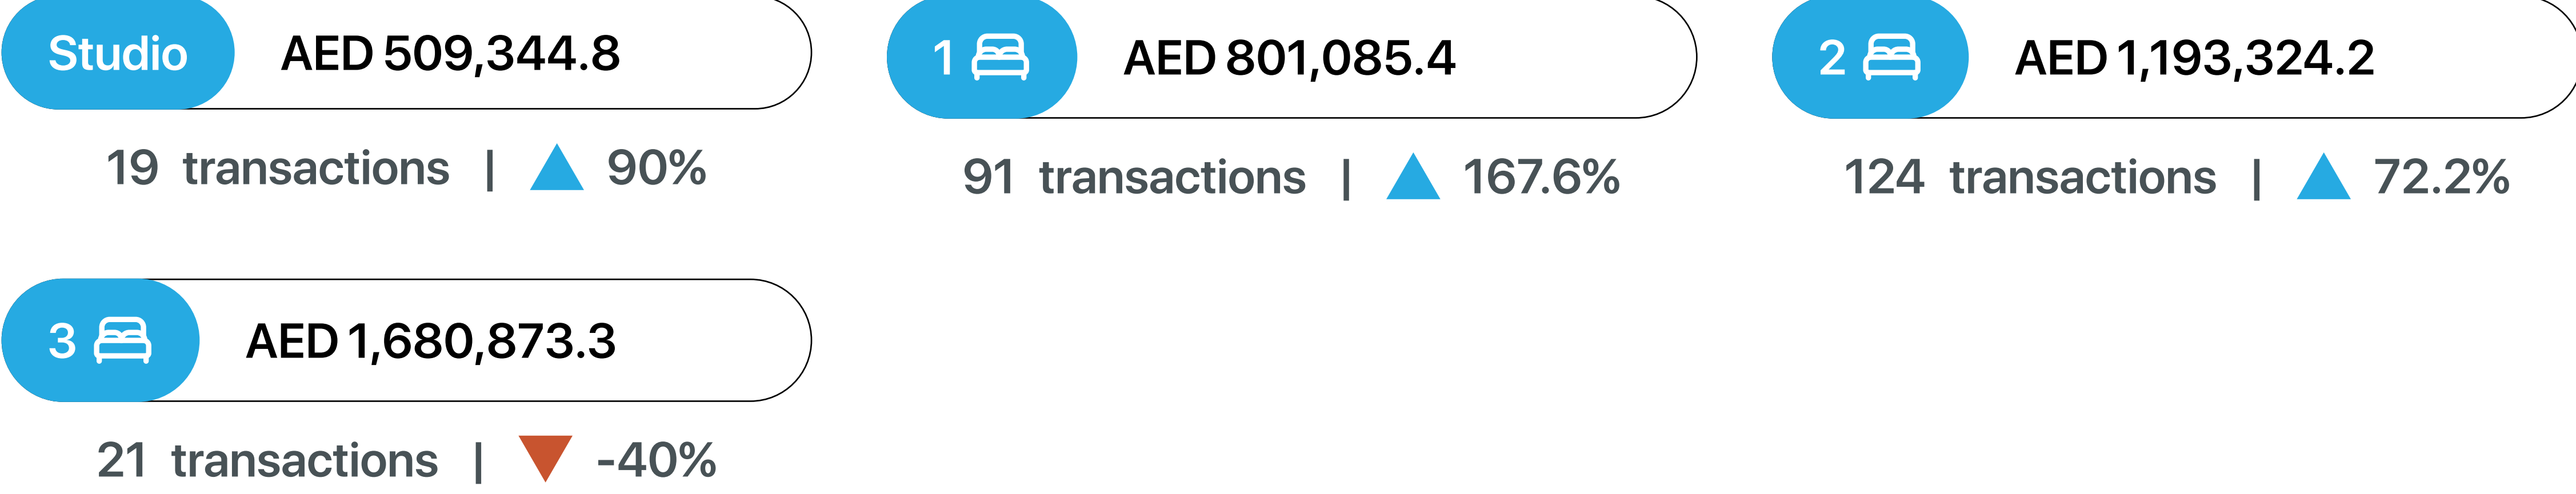 Studio AED 509,344.8
19 transactions | 90%
1 AED 801,085.4
91 transactions | 167.6%
2 AED 1,193,324.2
124 transactions | 72.2%
3 AED 1,680,873.3
21 transactions | -40%